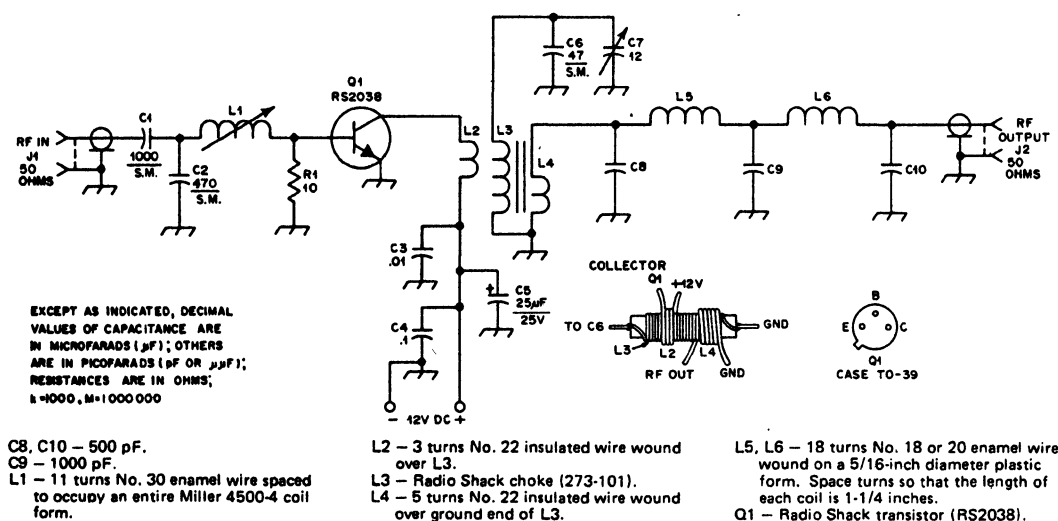 C6
47
S.M.
C7
12
Q1
RS2038
L1
C1
RF IN
J1
50
OHMS
1000
S.M.
C2
470
S.M.
R1
10
L2
L3
L4
L5
L6
C8
C9
C10
RF
OUTPUT
J2
50
OHMS
C3
.01
C4
.1
+
C5
25µF
25V
− 12V DC +
EXCEPT AS INDICATED, DECIMAL
VALUES OF CAPACITANCE ARE
IN MICROFARADS (µF); OTHERS
ARE IN PICOFARADS (pF OR µµF);
RESISTANCES ARE IN OHMS;
k=1000, M=1000000
COLLECTOR
Q1
+12V
TO C6
GND
L3
L2
L4
RF OUT
GND
B
E
C
Q1
CASE TO-39
C8, C10 – 500 pF.
C9 – 1000 pF.
L1 – 11 turns No. 30 enamel wire spaced
to occupy an entire Miller 4500-4 coil
form.
L2 – 3 turns No. 22 insulated wire wound
over L3.
L3 – Radio Shack choke (273-101).
L4 – 5 turns No. 22 insulated wire wound
over ground end of L3.
L5, L6 – 18 turns No. 18 or 20 enamel wire
wound on a 5/16-inch diameter plastic
form. Space turns so that the length of
each coil is 1-1/4 inches.
Q1 – Radio Shack transistor (RS2038).